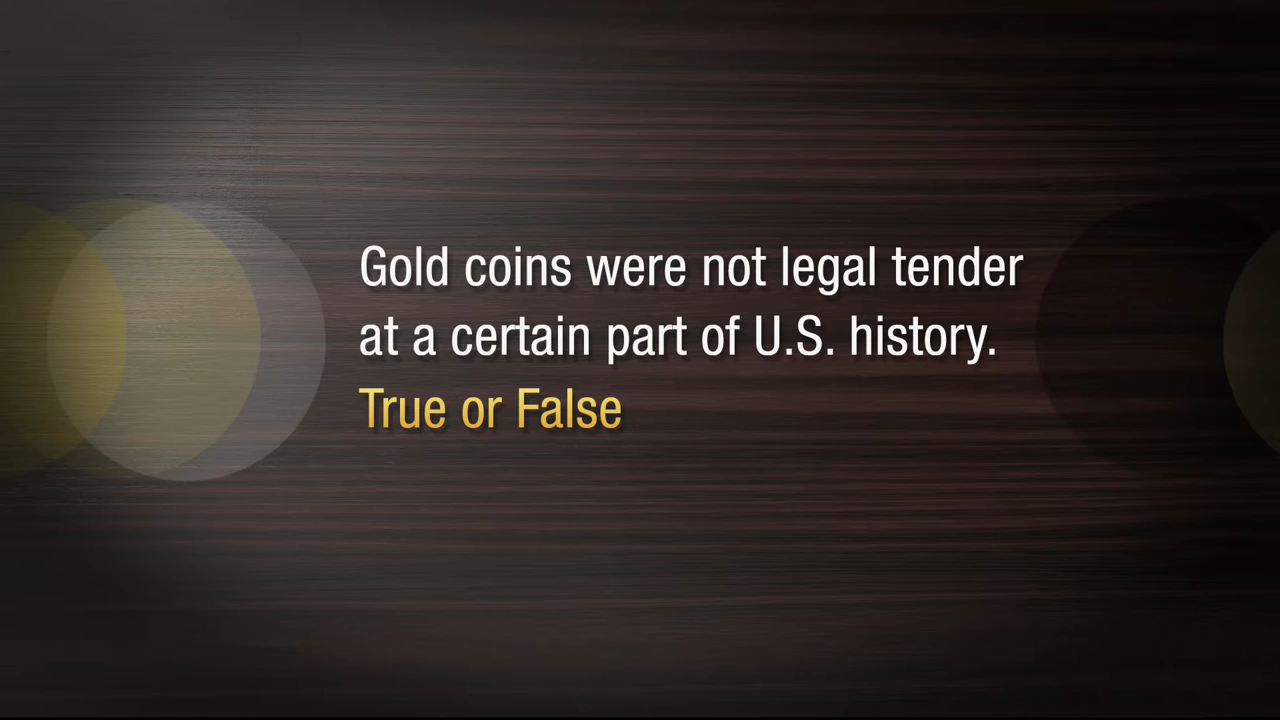 Gold coins were not legal tender
at a certain part of U.S. history.
True or False